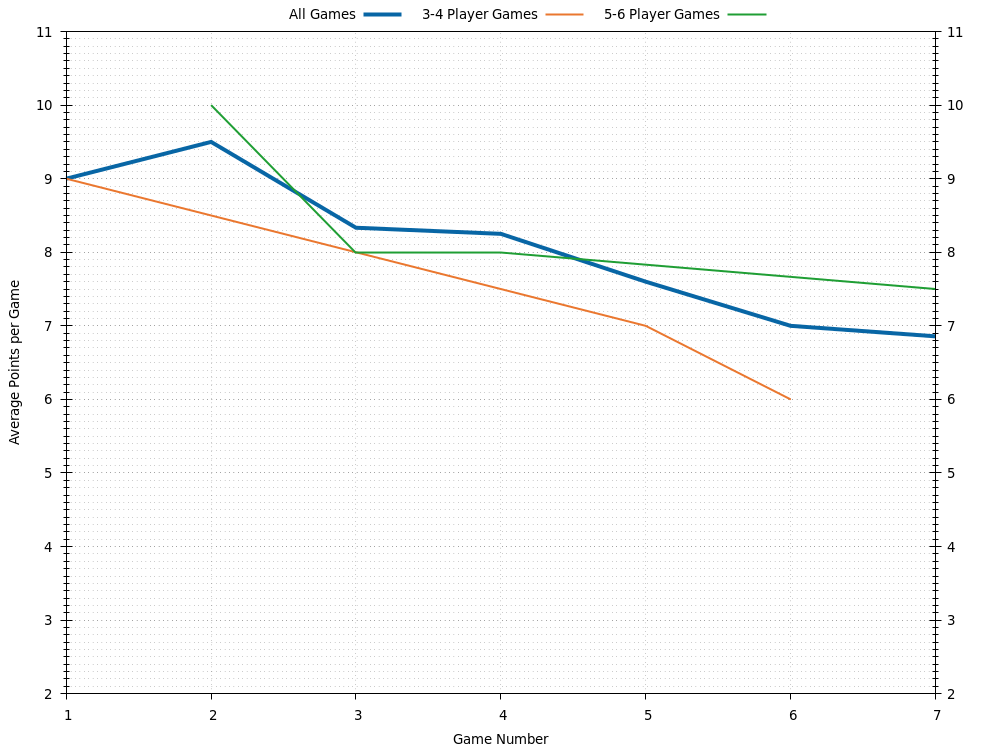 All Games 3-4 Player Games 5-6 Player Games
11 11
10 10
9 9
8 8
7 7
6 6
5 5
4 4
3 3
2 2
1 2 3 4 5 6 7
Average Points per Game
Game Number